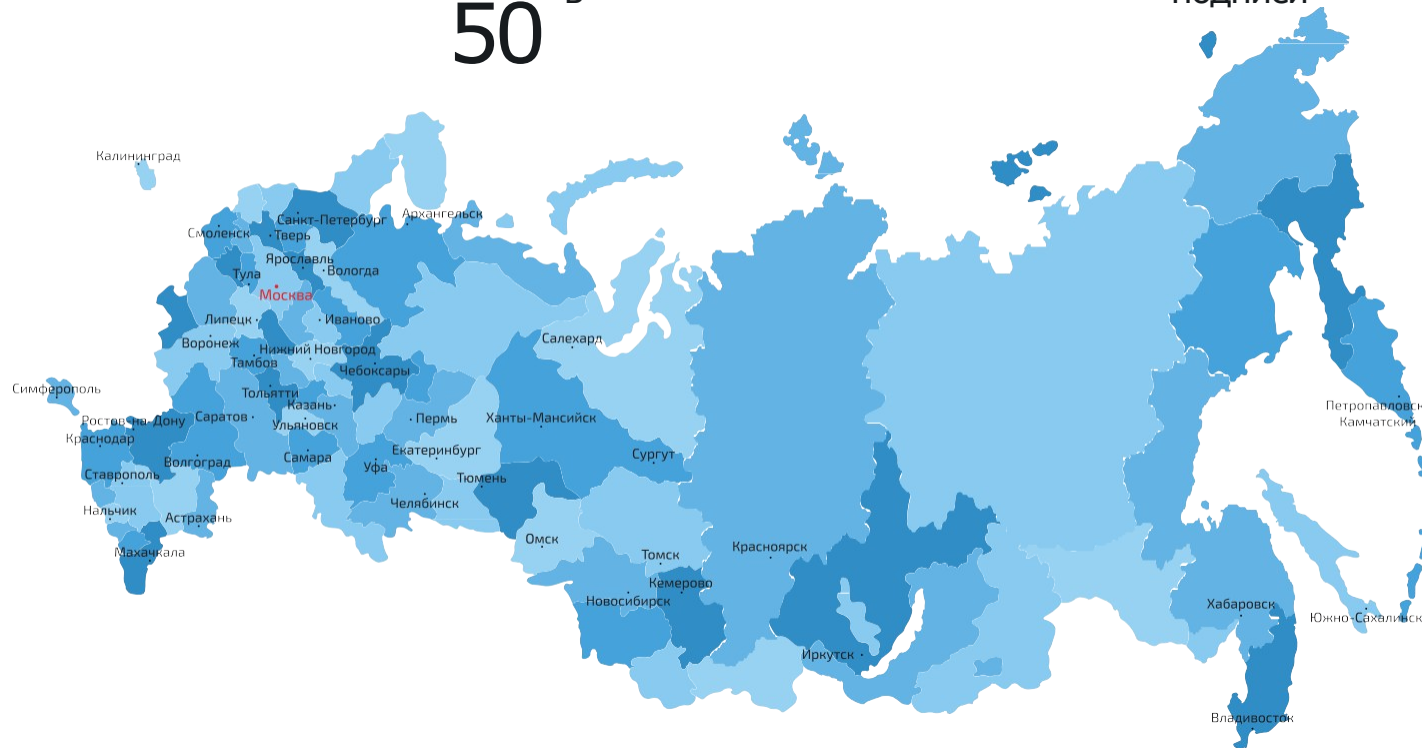 50
подписи
Калининград
Архангельск
Санкт-Петербург
Смоленск
Тверь
Ярославль
Вологда
Тула
Москва
Липецк
Иваново
Салехард
Воронеж
Нижний Новгород
Тамбов
Чебоксары
Симферополь
Тольятти
Казань
Петропавловск
Камчатский
Ростов-на-Дону
Саратов
Ульяновск
Пермь
Ханты-Мансийск
Краснодар
Екатеринбург
Сургут
Самара
Волгоград
Уфа
Ставрополь
Тюмень
Челябинск
Нальчик
Астрахань
Омск
Красноярск
Махачкала
Томск
Кемерово
Новосибирск
Хабаровск
Южно-Сахалинск
Иркутск
Владивосток